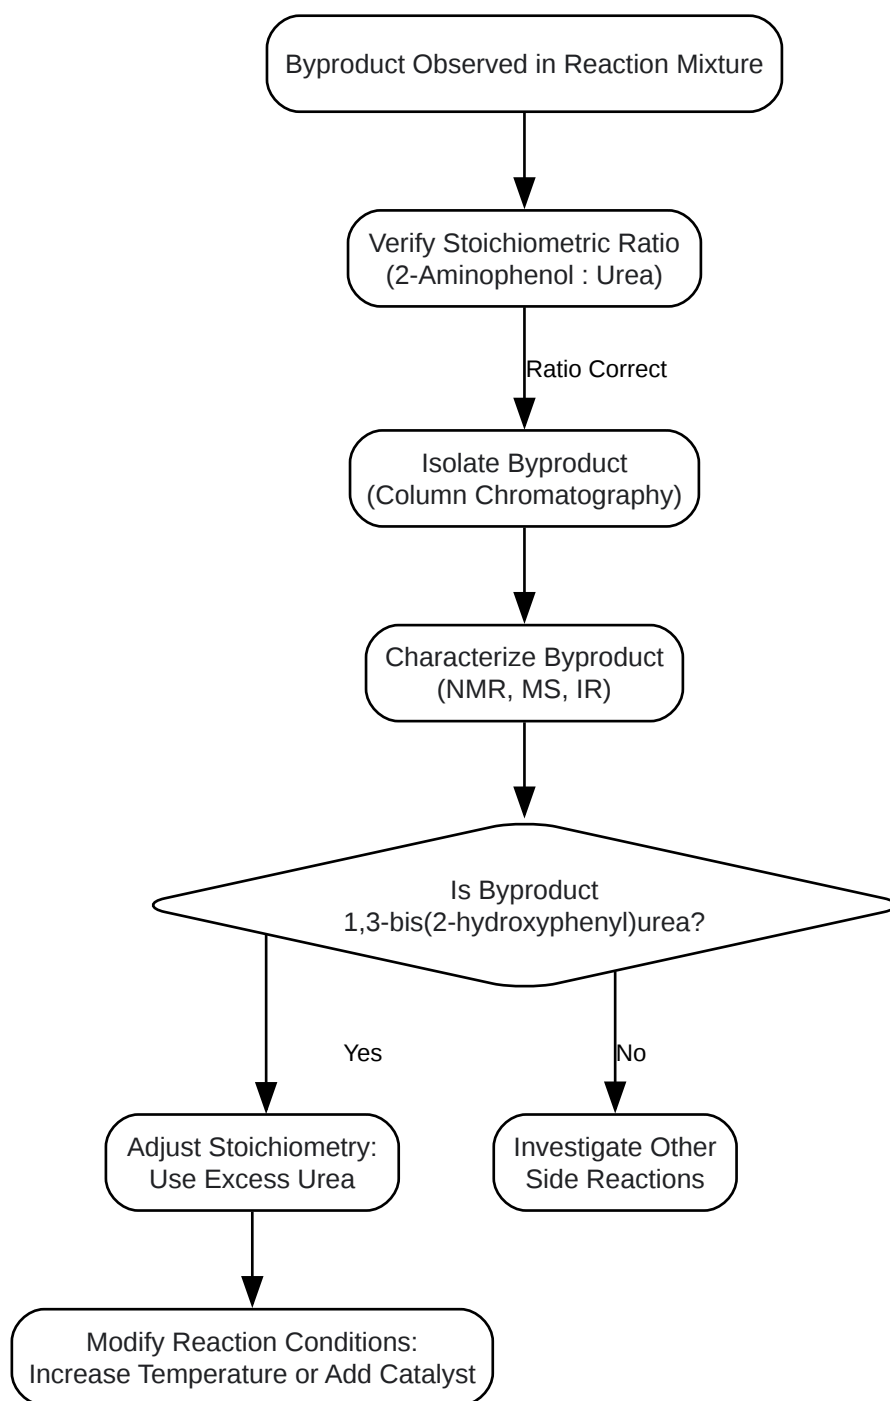 Byproduct Observed in Reaction Mixture
Verify Stoichiometric Ratio
(2-Aminophenol : Urea)
Ratio Correct
Isolate Byproduct
(Column Chromatography)
Characterize Byproduct
(NMR, MS, IR)
Is Byproduct
1,3-bis(2-hydroxyphenyl)urea?
Yes
No
Adjust Stoichiometry:
Use Excess Urea
Investigate Other
Side Reactions
Modify Reaction Conditions:
Increase Temperature or Add Catalyst